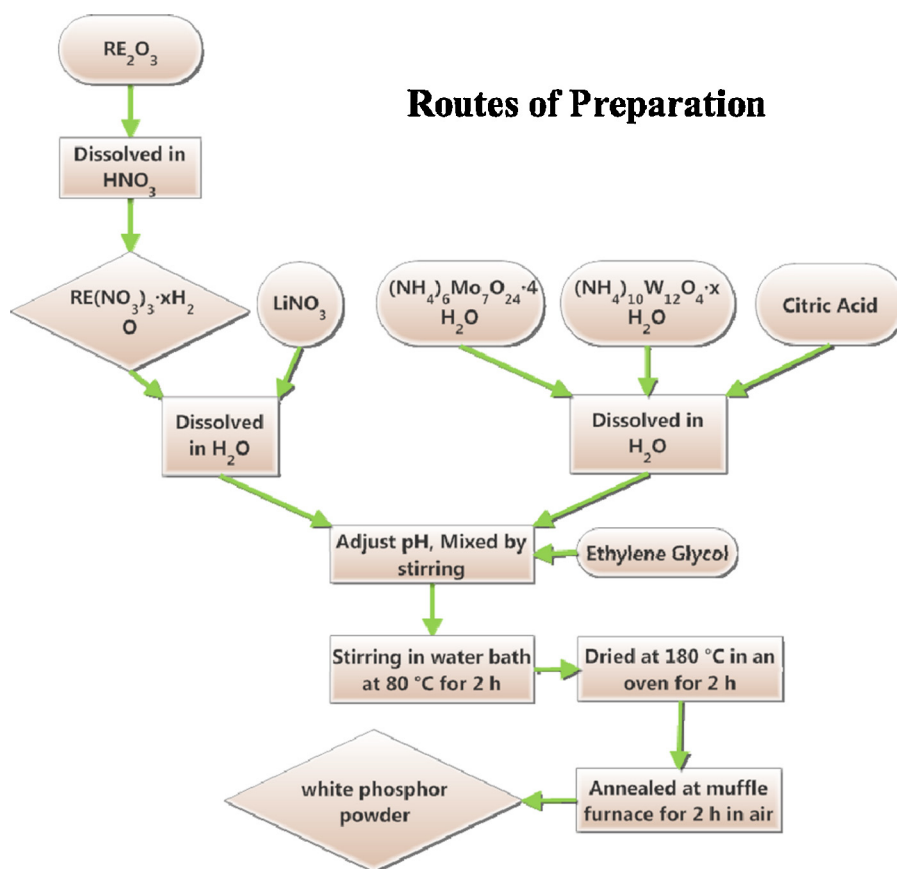 RE₂O₃
Routes of Preparation
Dissolved in
HNO₃
RE(NO₃)₃·xH₂
O
LiNO₃
(NH₄)₆Mo₇O₂₄·4
H₂O
(NH₄)₁₀W₁₂O₄·x
H₂O
Citric Acid
Dissolved
in H₂O
Dissolved in
H₂O
Adjust pH, Mixed by
stirring
Ethylene Glycol
Stirring in water bath
at 80 °C for 2 h
Dried at 180 °C in an
oven for 2 h
white phosphor
powder
Annealed at muffle
furnace for 2 h in air